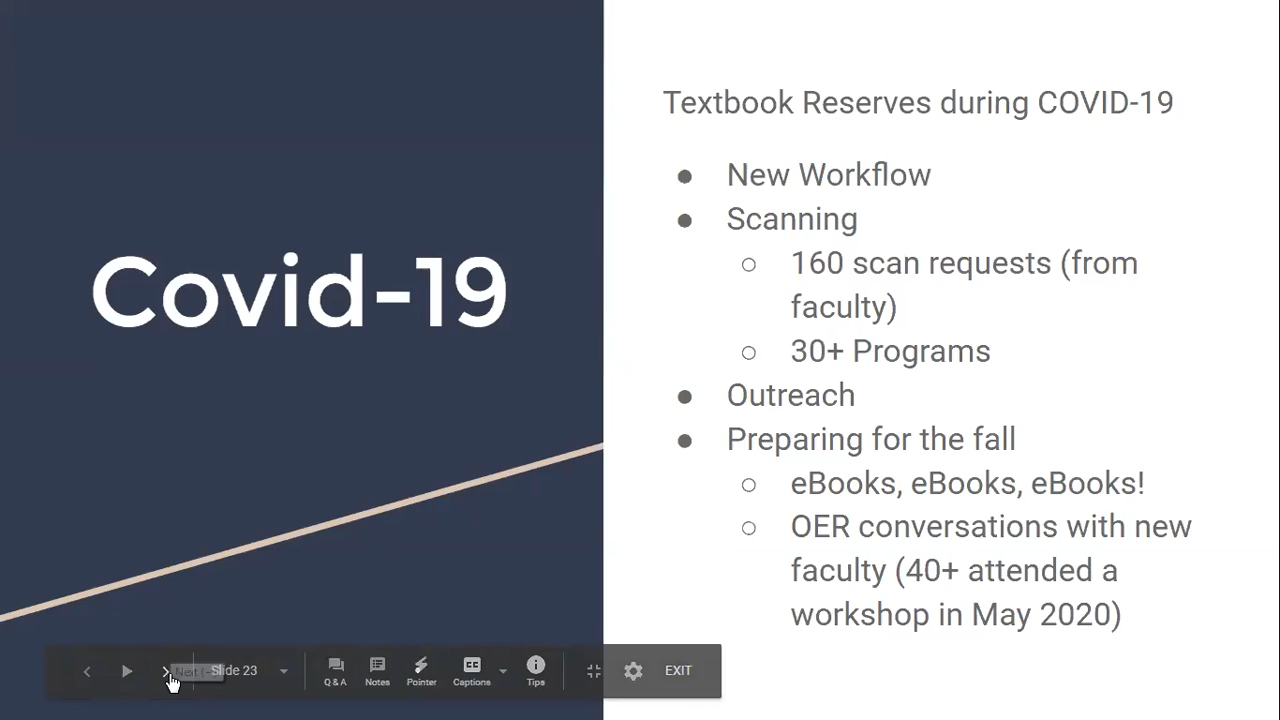 Covid-19
Textbook Reserves during COVID-19
● New Workflow
● Scanning
○ 160 scan requests (from
faculty)
○ 30+ Programs
● Outreach
● Preparing for the fall
○ eBooks, eBooks, eBooks!
○ OER conversations with new
faculty (40+ attended a
workshop in May 2020)
Slide 23
Q & A
Notes
Pointer
CC
Captions
Tips
EXIT